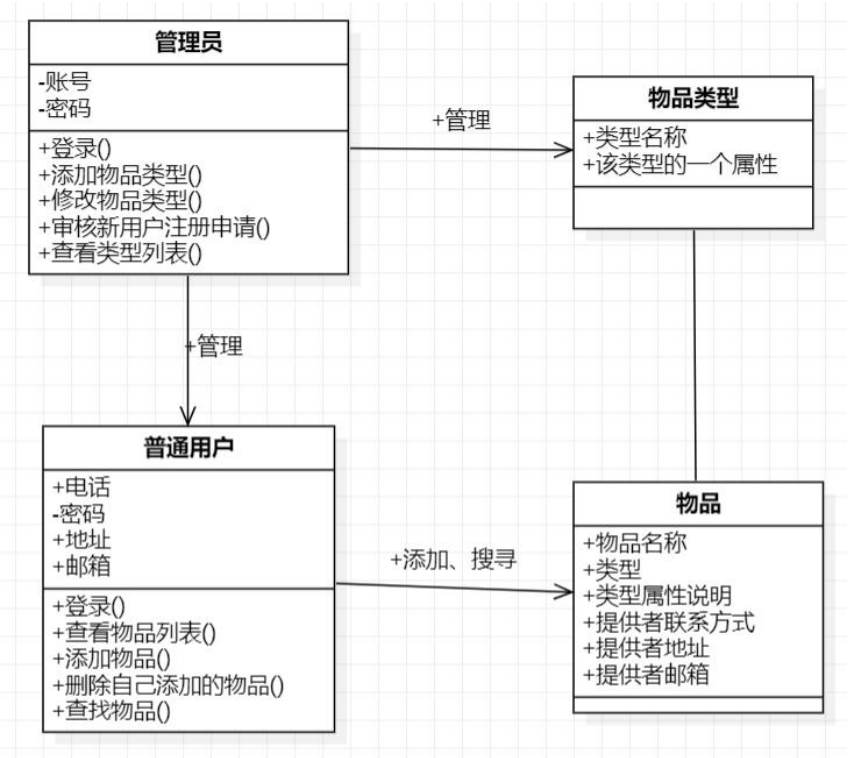 管理员
-账号
-密码
+登录()
+添加物品类型()
+修改物品类型()
+审核新用户注册申请()
+查看类型列表()
+管理
物品类型
+类型名称
+该类型的一个属性
+管理
普通用户
+电话
-密码
+地址
+邮箱
+登录()
+查看物品列表()
+添加物品()
+删除自己添加的物品()
+查找物品()
+添加、搜寻
物品
+物品名称
+类型
+类型属性说明
+提供者联系方式
+提供者地址
+提供者邮箱